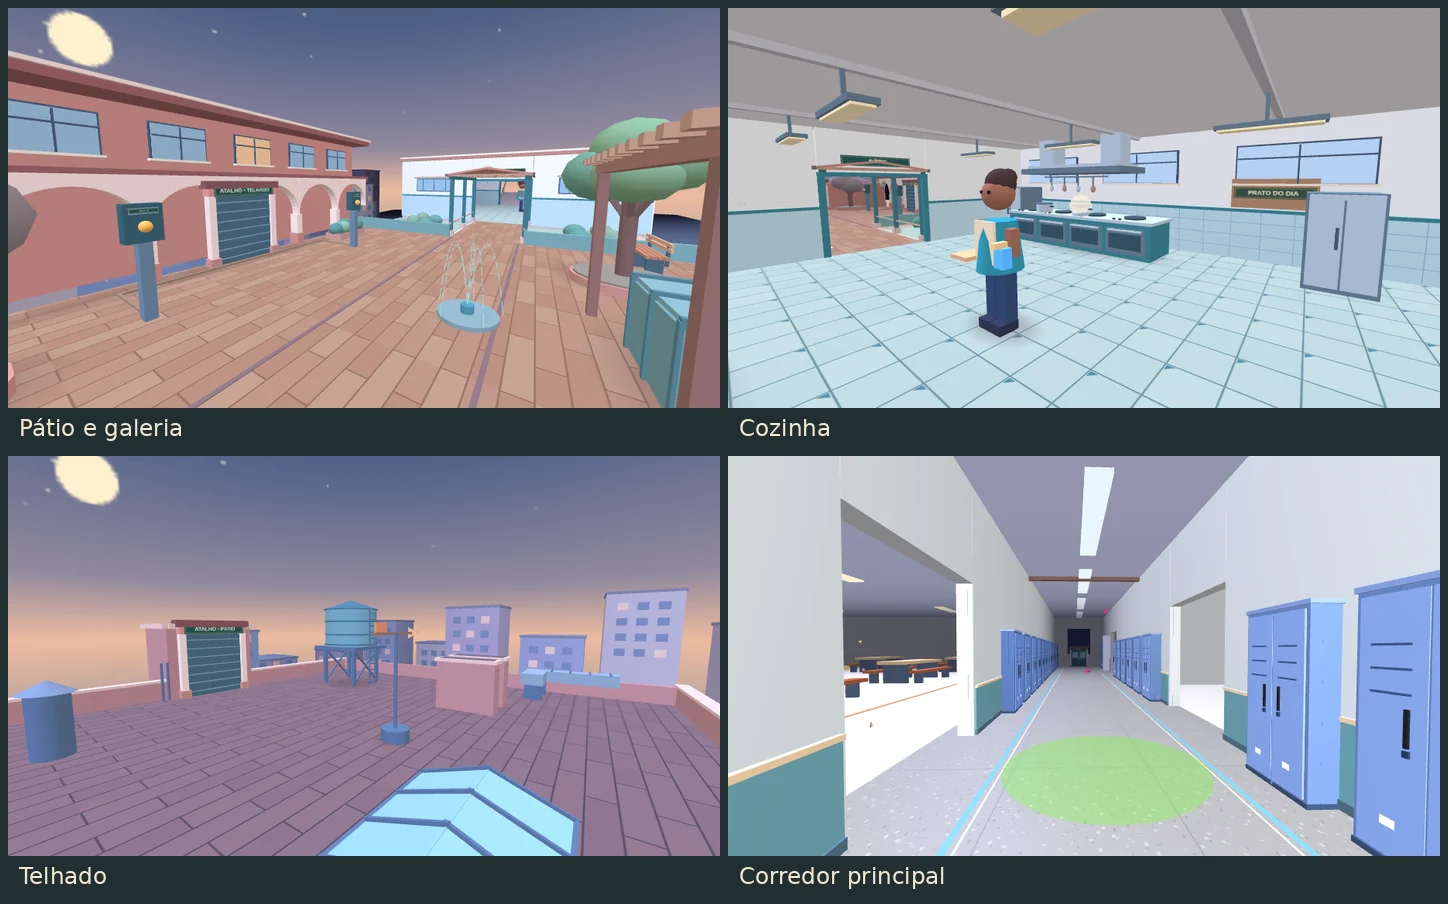 ATALHO • TELHADO
Pátio e galeria
PRATO DO DIA
Cozinha
ATALHO • PÁTIO
Telhado
Corredor principal